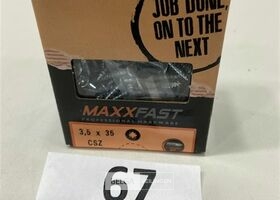 JOB DONE,
ON TO THE
NEXT
MAXXFAST
PROFESSIONAL HARDWARE
3,5 x 35
CSZ
67